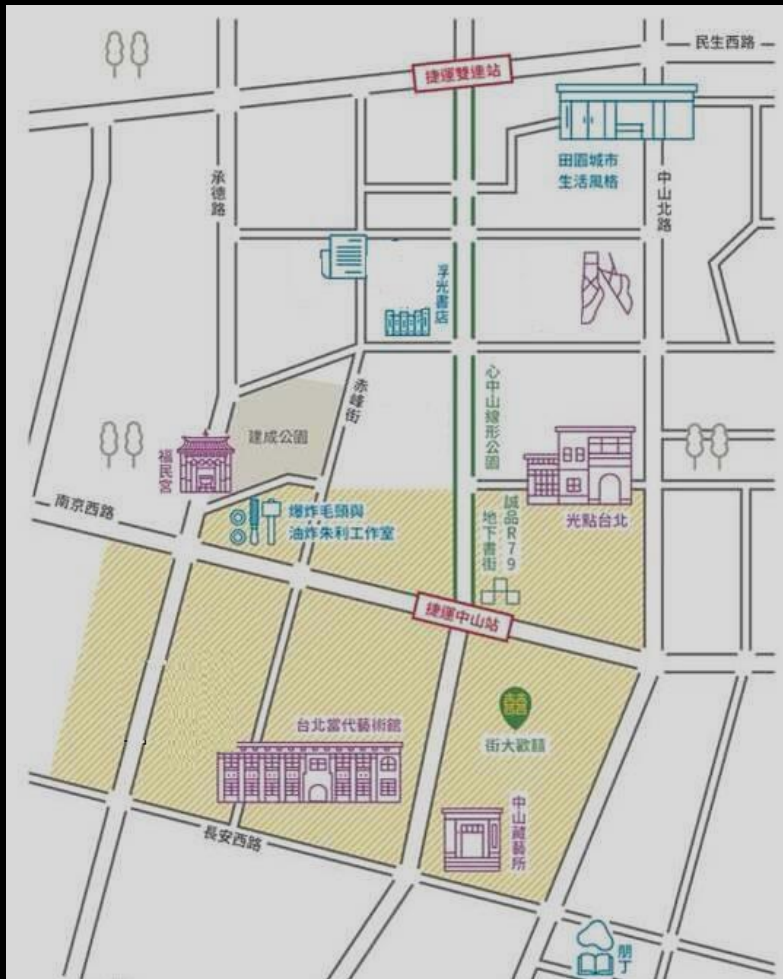 民生西路
捷運雙連站
田園城市
生活風格
承德路
中山北路
浮光書店
赤峰街
心中山線形公園
建成公園
福民宮
南京西路
爆炸毛頭與
油炸朱利工作室
誠品R79
地下書街
光點台北
捷運中山站
台北當代藝術館
街大歡囍
中山藏藝所
長安西路
朋丁